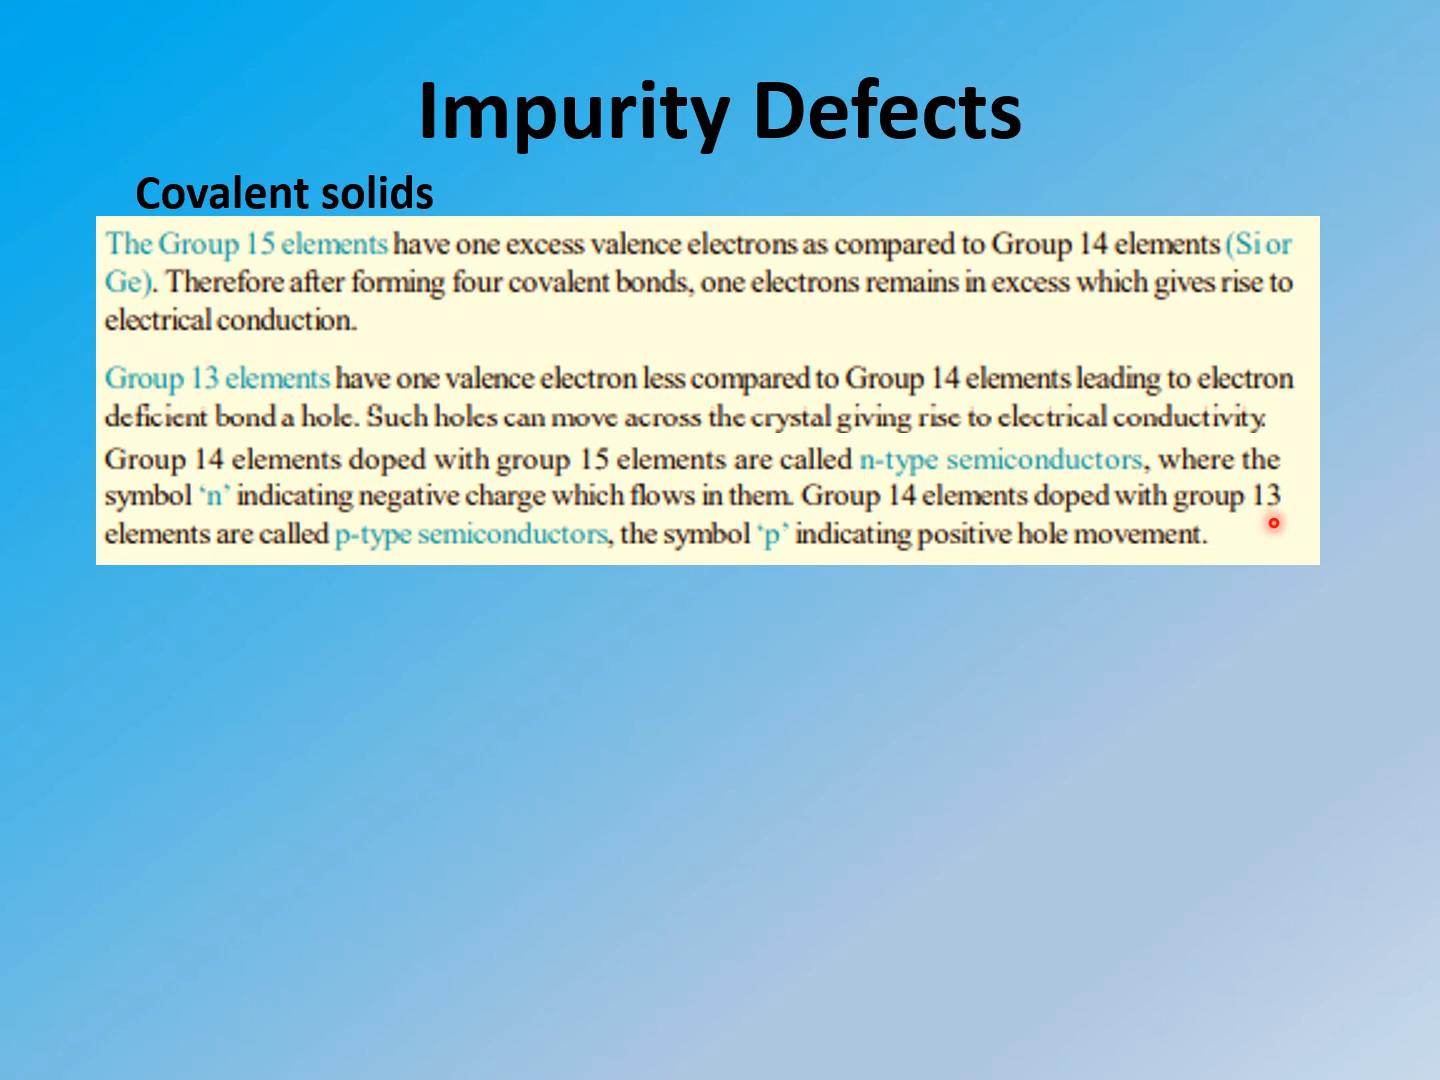 Impurity Defects
Covalent solids
The Group 15 elements have one excess valence electrons as compared to Group 14 elements (Si or
Ge). Therefore after forming four covalent bonds, one electrons remains in excess which gives rise to
electrical conduction.
Group 13 elements have one valence electron less compared to Group 14 elements leading to electron
deficient bond a hole. Such holes can move across the crystal giving rise to electrical conductivity.
Group 14 elements doped with group 15 elements are called n-type semiconductors, where the
symbol ‘n’ indicating negative charge which flows in them. Group 14 elements doped with group 13
elements are called p-type semiconductors, the symbol ‘p’ indicating positive hole movement.